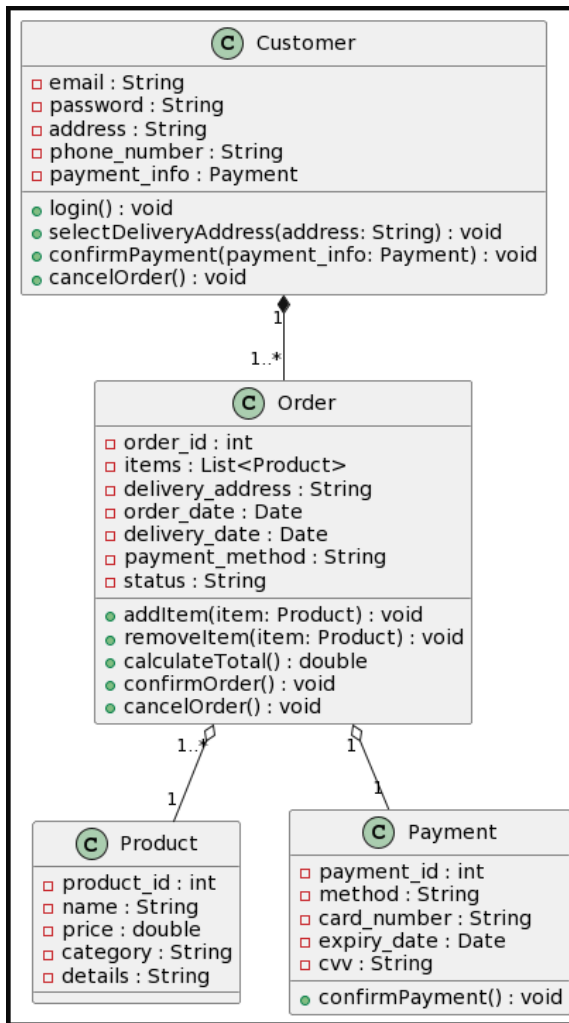 C Customer
email : String
password : String
address : String
phone_number : String
payment_info : Payment
login() : void
selectDeliveryAddress(address: String) : void
confirmPayment(payment_info: Payment) : void
cancelOrder() : void
1
1..*
C Order
order_id : int
items : List<Product>
delivery_address : String
order_date : Date
delivery_date : Date
payment_method : String
status : String
addItem(item: Product) : void
removeItem(item: Product) : void
calculateTotal() : double
confirmOrder() : void
cancelOrder() : void
1..*
1
1
1
C Product
product_id : int
name : String
price : double
category : String
details : String
C Payment
payment_id : int
method : String
card_number : String
expiry_date : Date
cvv : String
confirmPayment() : void